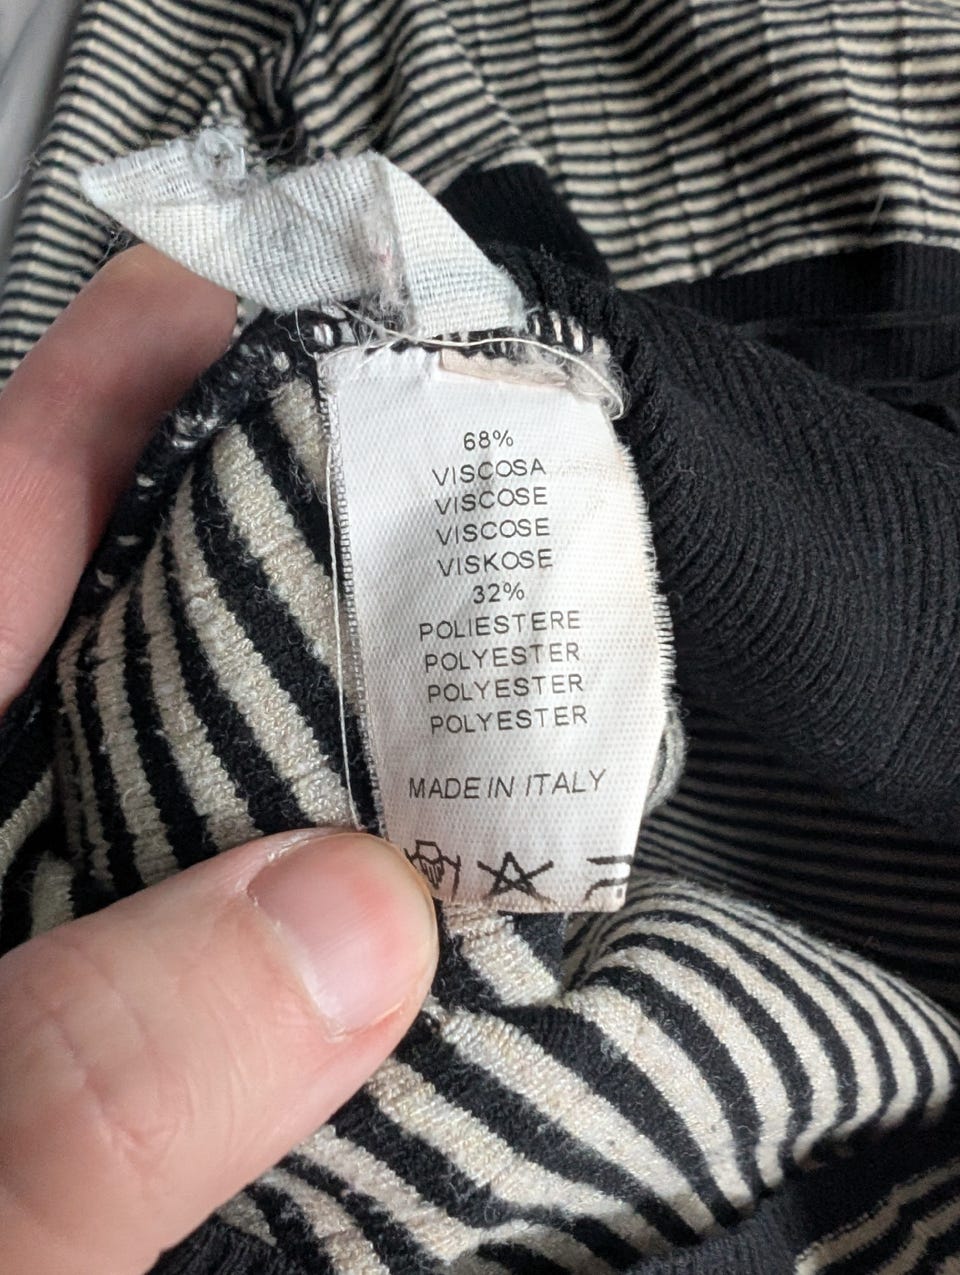 68%
VISCOSA
VISCOSE
VISCOSE
VISKOSE
32%
POLIESTERE
POLYESTER
POLYESTER
POLYESTER
MADE IN ITALY